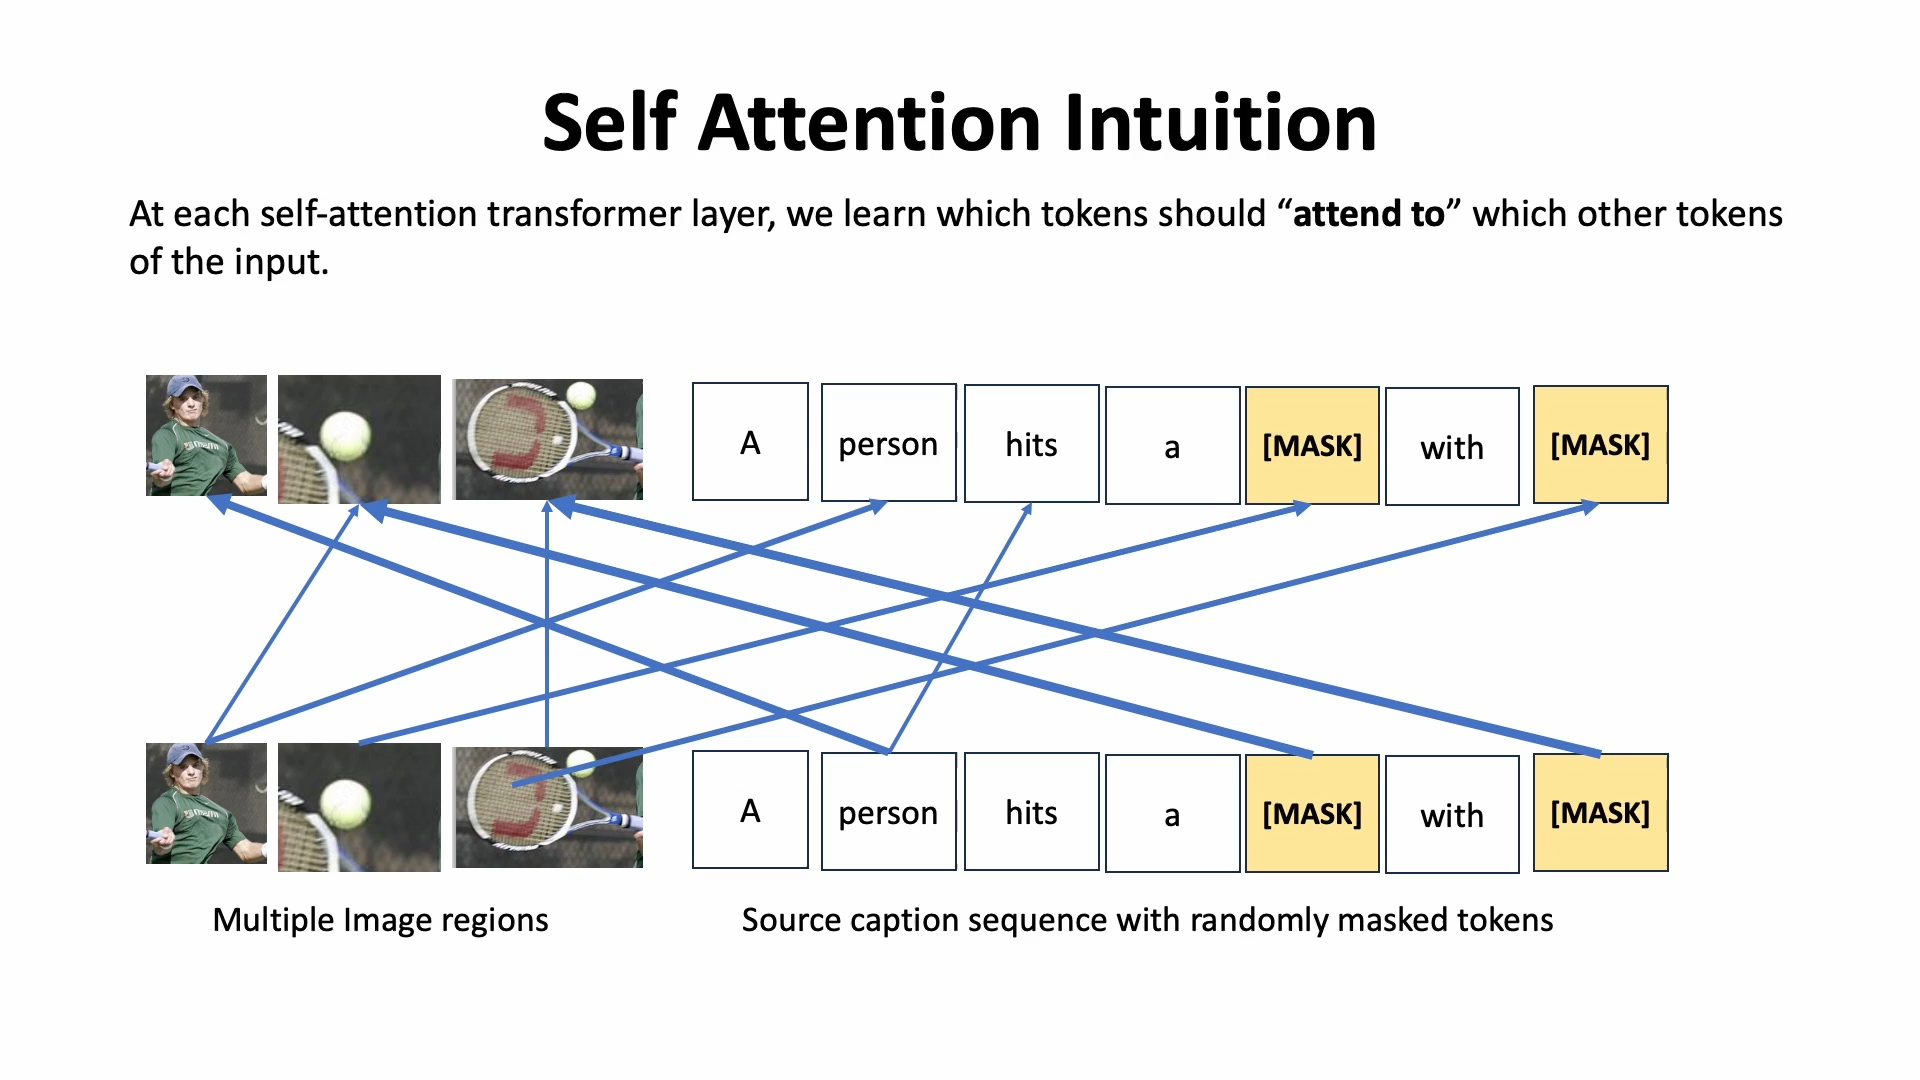 Self Attention Intuition
At each self-attention transformer layer, we learn which tokens should “attend to” which other tokens
of the input.
A person hits a [MASK] with [MASK]
A person hits a [MASK] with [MASK]
Multiple Image regions
Source caption sequence with randomly masked tokens